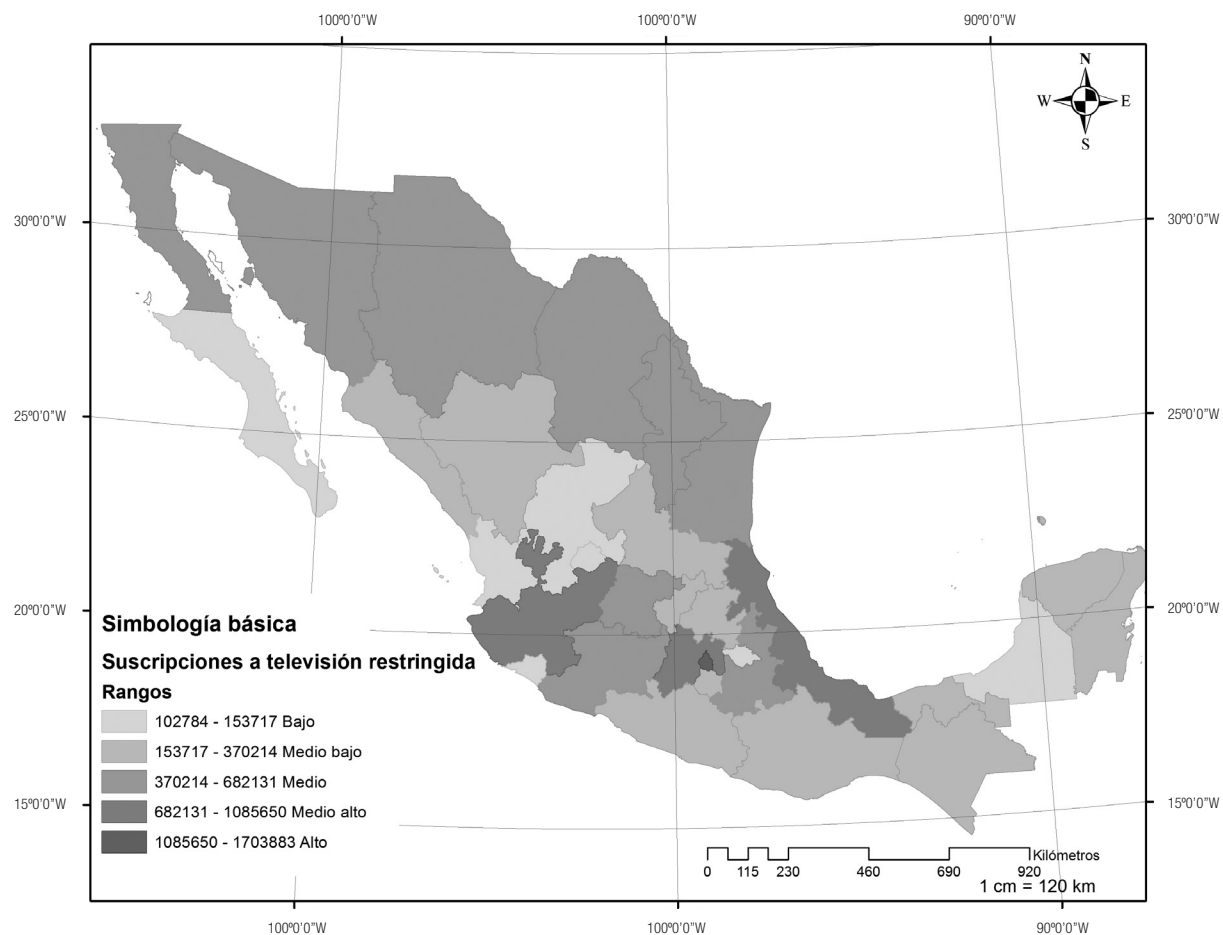 100º0'0"W 100º0'0"W 90º0'0"W
N
W E
S
30º0'0"W 30º0'0"W
25º0'0"W 25º0'0"W
20º0'0"W 20º0'0"W
15º0'0"W 15º0'0"W
Simbología básica
Suscripciones a televisión restringida
Rangos
102784 - 153717 Bajo
153717 - 370214 Medio bajo
370214 - 682131 Medio
682131 - 1085650 Medio alto
1085650 - 1703883 Alto
Kilómetros
0 115 230 460 690 920
1 cm = 120 km
100º0'0"W 100º0'0"W 90º0'0"W